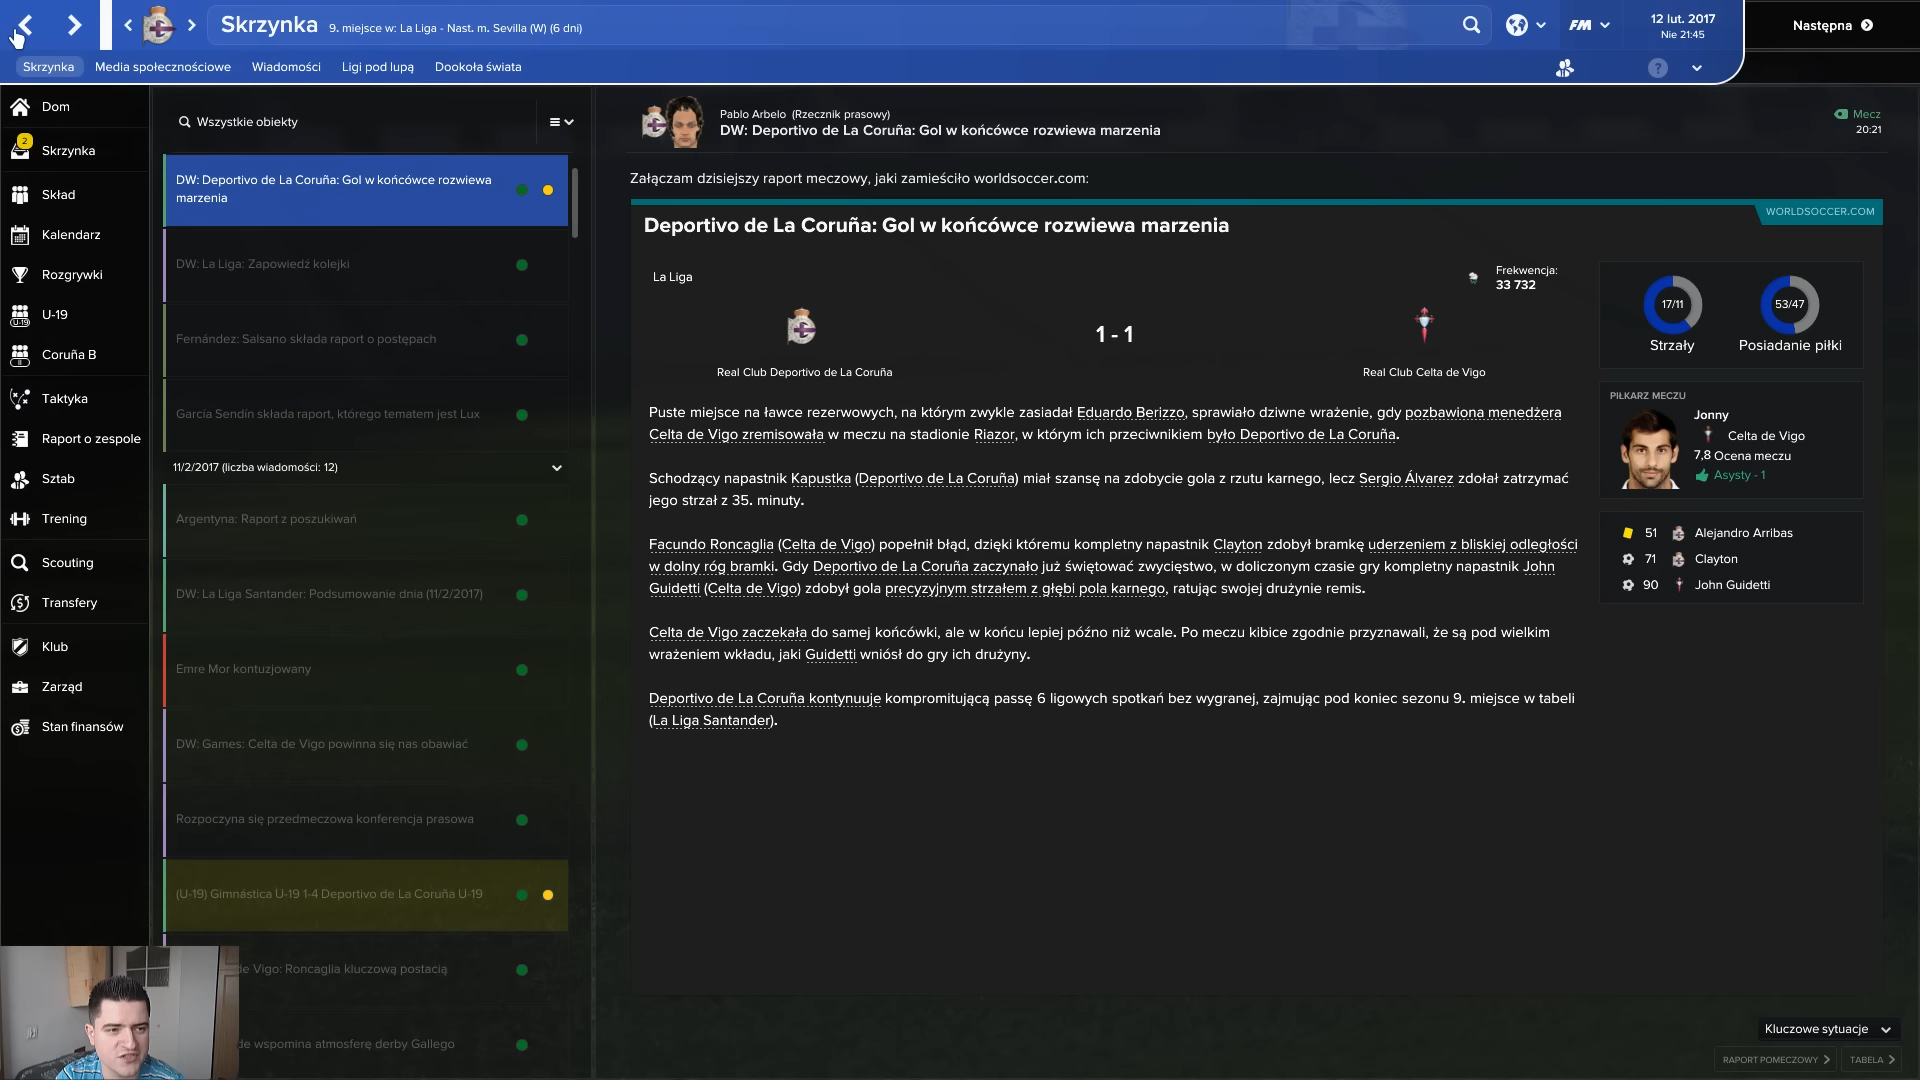 Skrzynka
9. miejsce w: La Liga - Nast. m. Sevilla (W) (6 dni)
FM
12 lut. 2017
Nie 21:45
Następna
Skrzynka
Media społecznościowe
Wiadomości
Ligi pod lupą
Dookoła świata
?
Dom
2
Skrzynka
Skład
Kalendarz
Rozgrywki
U-19
U-19
Coruña B
II
Taktyka
Raport o zespole
Sztab
Trening
Scouting
Transfery
Klub
Zarząd
Stan finansów
Wszystkie obiekty
DW: Deportivo de La Coruña: Gol w końcówce rozwiewa
marzenia
DW: La Liga: Zapowiedź kolejki
Fernández: Salsano składa raport o postępach
García Sendín składa raport, którego tematem jest Lux
11/2/2017 (liczba wiadomości: 12)
Argentyna: Raport z poszukiwań
DW: La Liga Santander: Podsumowanie dnia (11/2/2017)
Emre Mor kontuzjowany
DW: Games: Celta de Vigo powinna się nas obawiać
Rozpoczyna się przedmeczowa konferencja prasowa
(U-19) Gimnástica U-19 1-4 Deportivo de La Coruña U-19
de Vigo: Roncaglia kluczową postacią
de wspomina atmosferę derby Gallego
Pablo Arbelo (Rzecznik prasowy)
DW: Deportivo de La Coruña: Gol w końcówce rozwiewa marzenia
Mecz
20:21
Załączam dzisiejszy raport meczowy, jaki zamieściło worldsoccer.com:
WORLDSOCCER.COM
Deportivo de La Coruña: Gol w końcówce rozwiewa marzenia
La Liga
Frekwencja:
33 732
1 - 1
Real Club Deportivo de La Coruña
Real Club Celta de Vigo
Puste miejsce na ławce rezerwowych, na którym zwykle zasiadał Eduardo Berizzo, sprawiało dziwne wrażenie, gdy pozbawiona menedżera
Celta de Vigo zremisowała w meczu na stadionie Riazor, w którym ich przeciwnikiem było Deportivo de La Coruña.
Schodzący napastnik Kapustka (Deportivo de La Coruña) miał szansę na zdobycie gola z rzutu karnego, lecz Sergio Álvarez zdołał zatrzymać
jego strzał z 35. minuty.
Facundo Roncaglia (Celta de Vigo) popełnił błąd, dzięki któremu kompletny napastnik Clayton zdobył bramkę uderzeniem z bliskiej odległości
w dolny róg bramki. Gdy Deportivo de La Coruña zaczynało już świętować zwycięstwo, w doliczonym czasie gry kompletny napastnik John
Guidetti (Celta de Vigo) zdobył gola precyzyjnym strzałem z głębi pola karnego, ratując swojej drużynie remis.
Celta de Vigo zaczekała do samej końcówki, ale w końcu lepiej późno niż wcale. Po meczu kibice zgodnie przyznawali, że są pod wielkim
wrażeniem wkładu, jaki Guidetti wniósł do gry ich drużyny.
Deportivo de La Coruña kontynuuje kompromitującą passę 6 ligowych spotkań bez wygranej, zajmując pod koniec sezonu 9. miejsce w tabeli
(La Liga Santander).
17/11
Strzały
53/47
Posiadanie piłki
PIŁKARZ MECZU
Jonny
Celta de Vigo
7,8 Ocena meczu
Asysty - 1
51 Alejandro Arribas
71 Clayton
90 John Guidetti
Kluczowe sytuacje
RAPORT POMECZOWY
TABELA